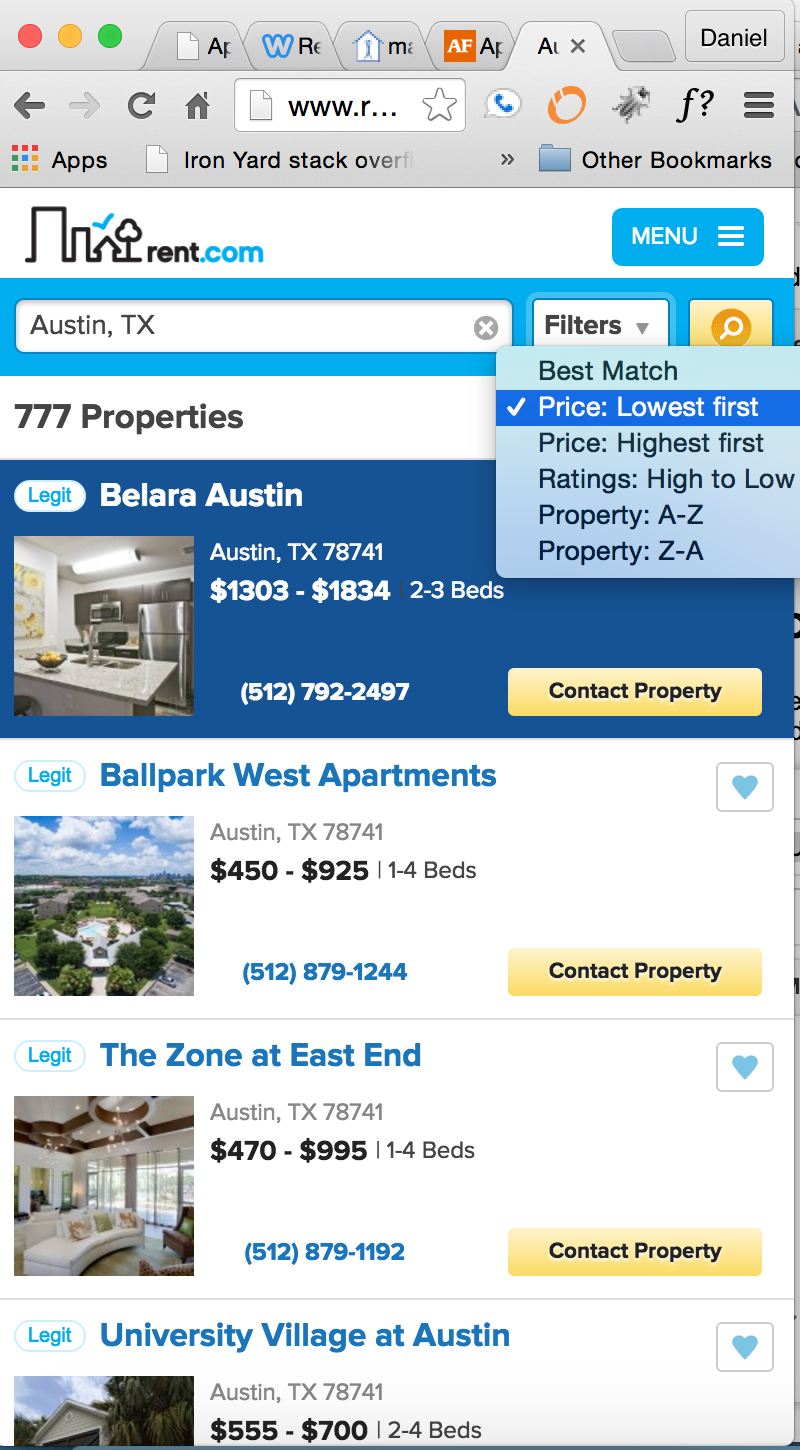 Ap
Re
ma
AF Ap
Au
Daniel
www.r...
f?
Apps
Iron Yard stack overfl
»
Other Bookmarks
rent.com
MENU
Austin, TX
Filters ▼
Best Match
✓ Price: Lowest first
Price: Highest first
Ratings: High to Low
Property: A-Z
Property: Z-A
777 Properties
Legit Belara Austin
Austin, TX 78741
$1303 - $1834 | 2-3 Beds
(512) 792-2497
Contact Property
Legit Ballpark West Apartments
Austin, TX 78741
$450 - $925 | 1-4 Beds
(512) 879-1244
Contact Property
Legit The Zone at East End
Austin, TX 78741
$470 - $995 | 1-4 Beds
(512) 879-1192
Contact Property
Legit University Village at Austin
Austin, TX 78741
$555 - $700 | 2-4 Beds